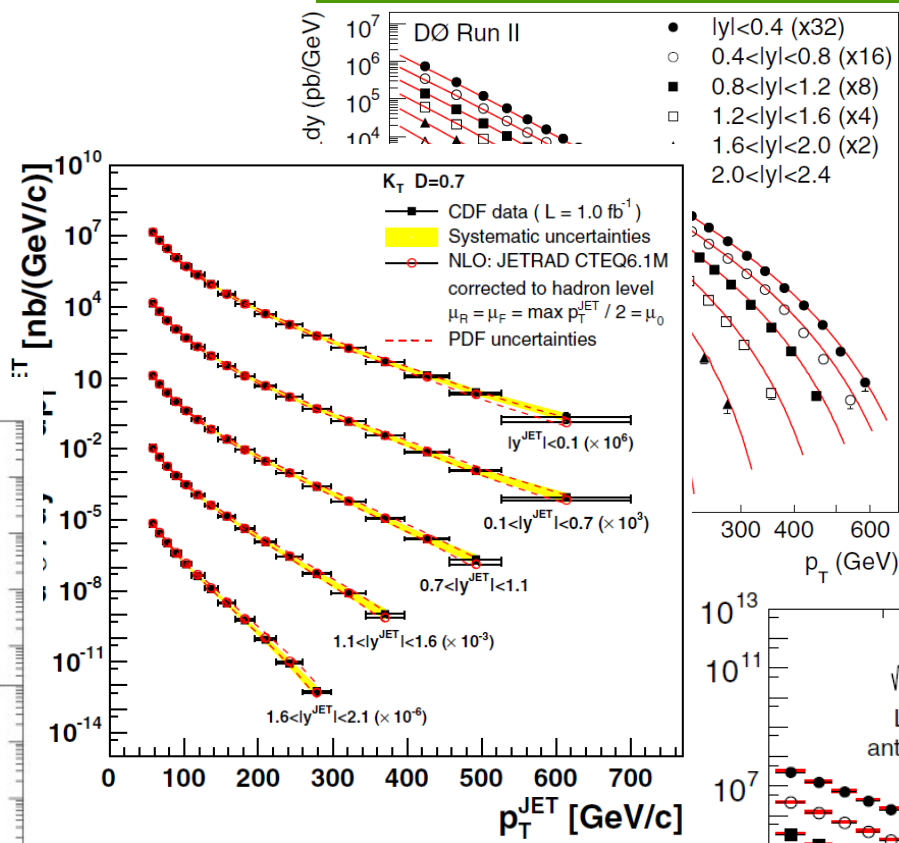 DØ Run II
|y|<0.4 (x32)
0.4<|y|<0.8 (x16)
0.8<|y|<1.2 (x8)
1.2<|y|<1.6 (x4)
1.6<|y|<2.0 (x2)
2.0<|y|<2.4
dy (pb/GeV)
10⁷
10⁶
10⁵
10⁴
300 400 600
p_T (GeV)
[nb/(GeV/c)]
10¹⁰
10⁷
10⁴
10
10⁻²
10⁻⁵
10⁻⁸
10⁻¹¹
10⁻¹⁴
K_T D=0.7
CDF data ( L = 1.0 fb⁻¹)
Systematic uncertainties
NLO: JETRAD CTEQ6.1M
corrected to hadron level
μ_R = μ_F = max p_T^JET / 2 = μ_0
PDF uncertainties
|y^JET|<0.1 (× 10⁶)
0.1<|y^JET|<0.7 (× 10³)
0.7<|y^JET|<1.1
1.1<|y^JET|<1.6 (× 10⁻³)
1.6<|y^JET|<2.1 (× 10⁻⁶)
0 100 200 300 400 500 600 700
p_T^JET [GeV/c]
10¹³
10¹¹
10⁷